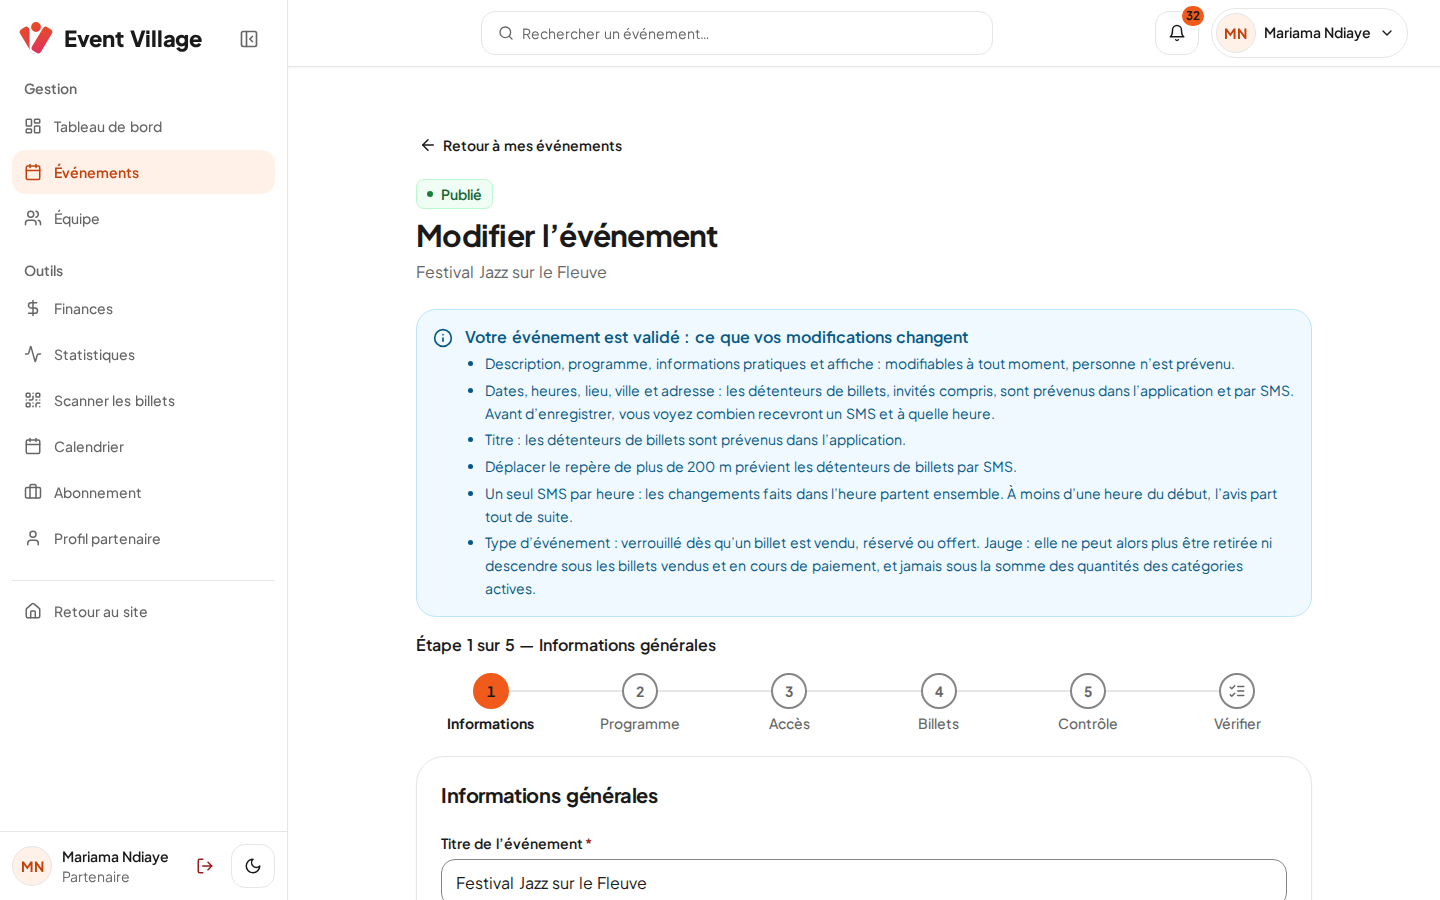 Event Village
Gestion
Tableau de bord
Événements
Équipe
Outils
Finances
Statistiques
Scanner les billets
Calendrier
Abonnement
Profil partenaire
Retour au site
MN
Mariama Ndiaye
Partenaire
Rechercher un événement…
32
MN
Mariama Ndiaye
Retour à mes événements
Publié
Modifier l’événement
Festival Jazz sur le Fleuve
Votre événement est validé : ce que vos modifications changent
Description, programme, informations pratiques et affiche : modifiables à tout moment, personne n’est prévenu.
Dates, heures, lieu, ville et adresse : les détenteurs de billets, invités compris, sont prévenus dans l’application et par SMS.
Avant d’enregistrer, vous voyez combien recevront un SMS et à quelle heure.
Titre : les détenteurs de billets sont prévenus dans l’application.
Déplacer le repère de plus de 200 m prévient les détenteurs de billets par SMS.
Un seul SMS par heure : les changements faits dans l’heure partent ensemble. À moins d’une heure du début, l’avis part
tout de suite.
Type d’événement : verrouillé dès qu’un billet est vendu, réservé ou offert. Jauge : elle ne peut alors plus être retirée ni
descendre sous les billets vendus et en cours de paiement, et jamais sous la somme des quantités des catégories
actives.
Étape 1 sur 5 — Informations générales
1
2
3
4
5
Informations
Programme
Accès
Billets
Contrôle
Vérifier
Informations générales
Titre de l’événement *
Festival Jazz sur le Fleuve